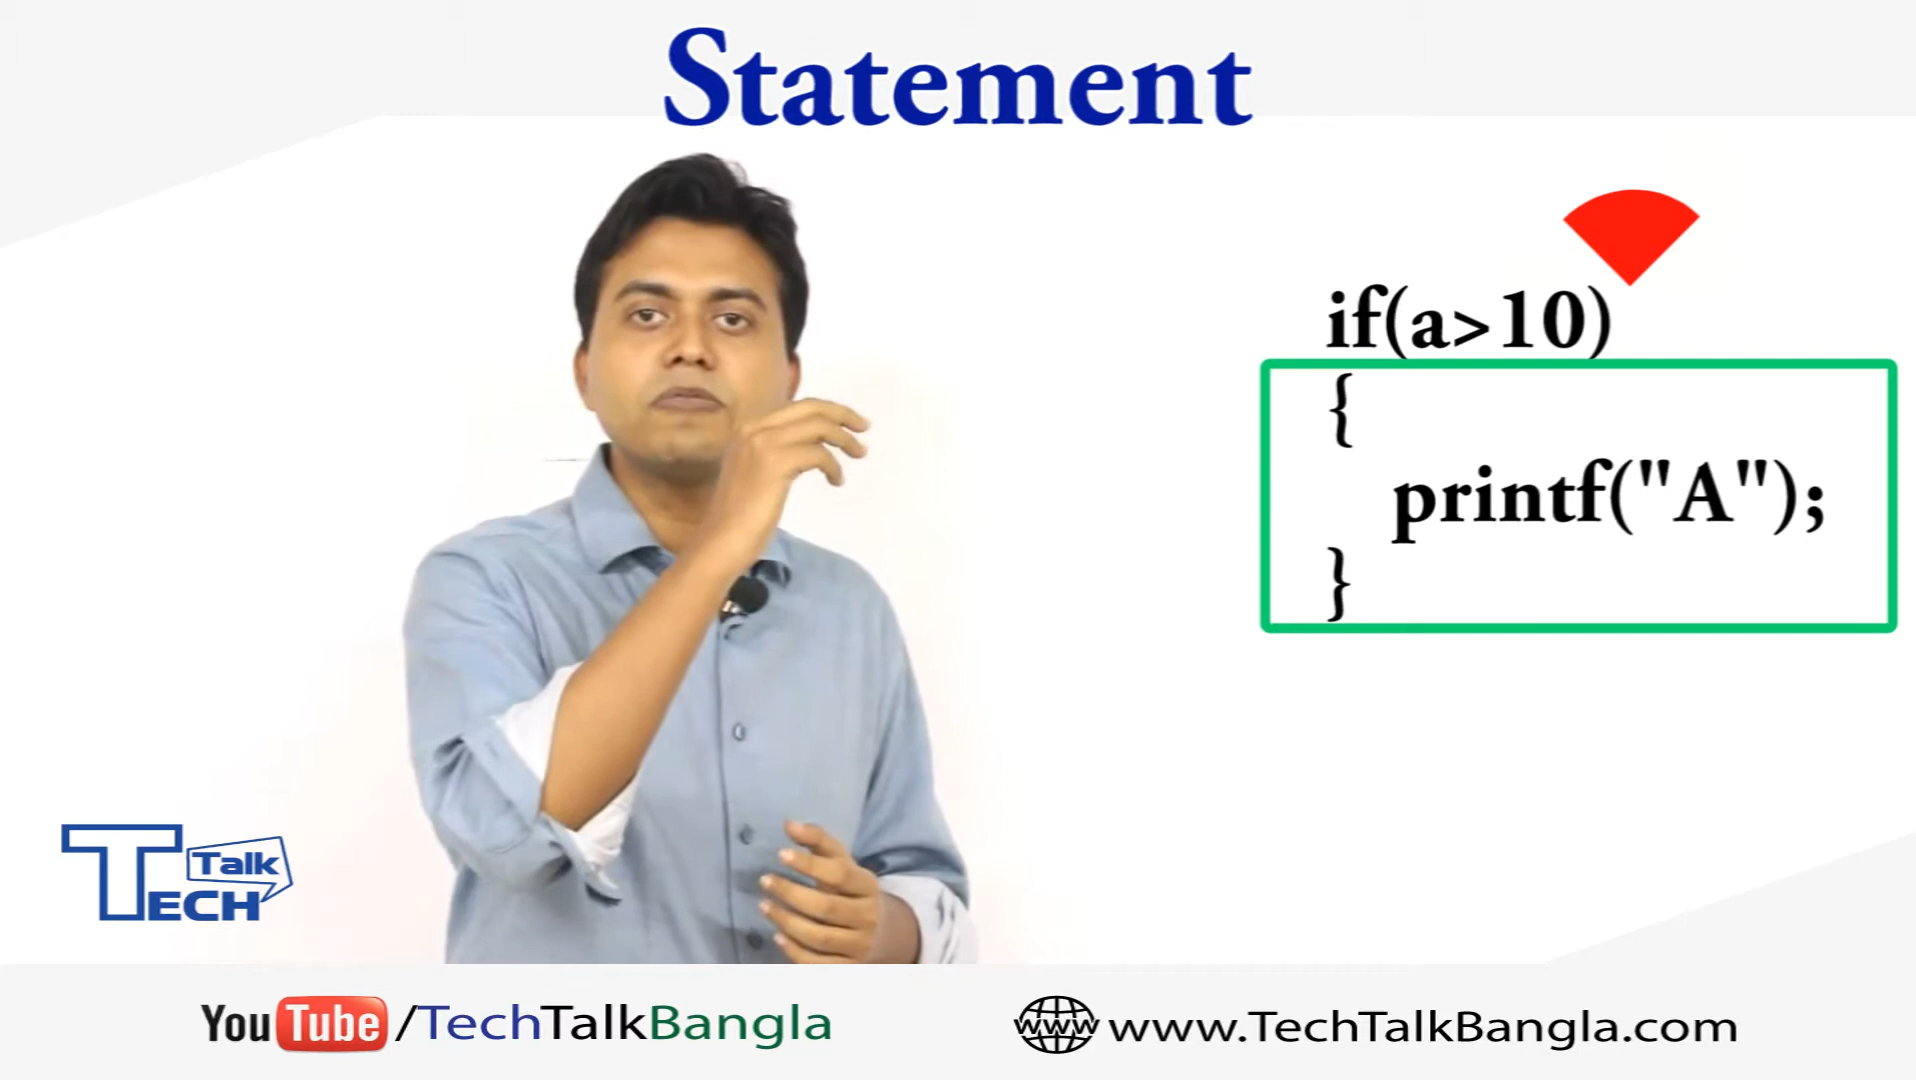 Statement
if(a>10)
{
printf("A");
}
Talk
TECH
YouTube/TechTalkBangla
www www.TechTalkBangla.com